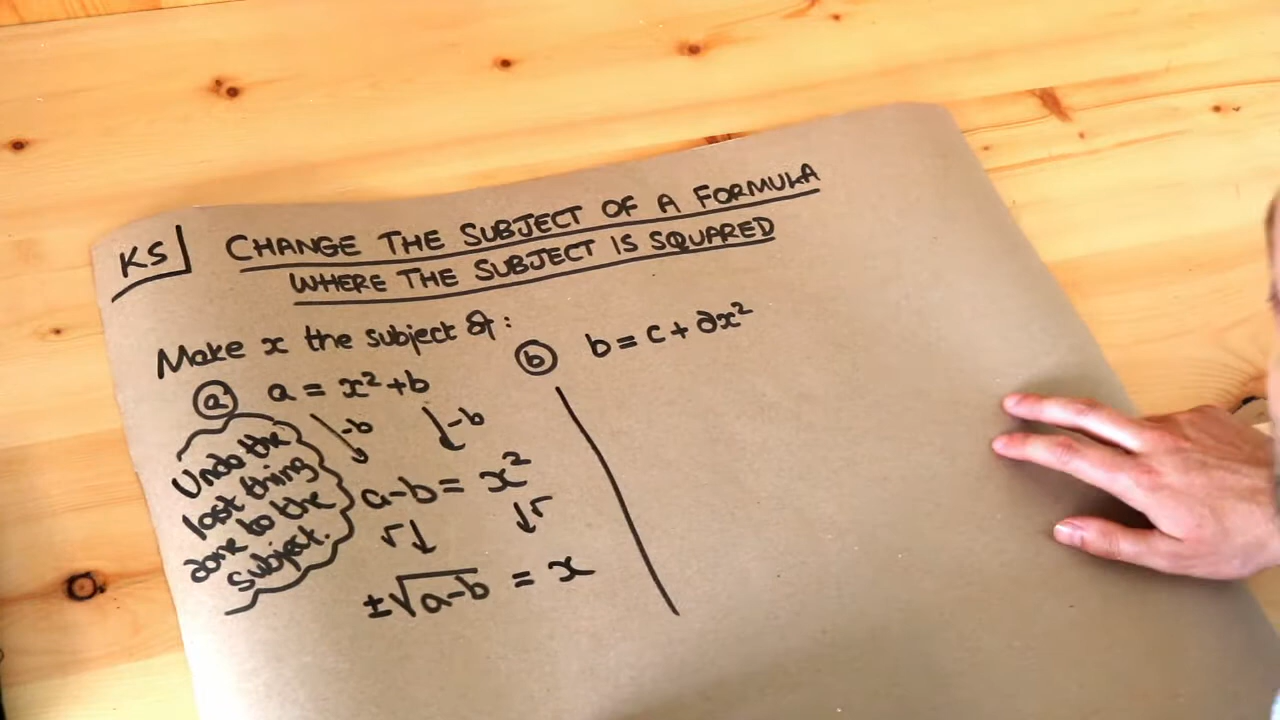 KS
CHANGE THE SUBJECT OF A FORMULA
WHERE THE SUBJECT IS SQUARED
Make x the subject of:
(a) a = x² + b
-b -b
a-b = x²
√ √
±√a-b = x
Undo the
last thing
done to the
subject.
(b) b = c + ax²